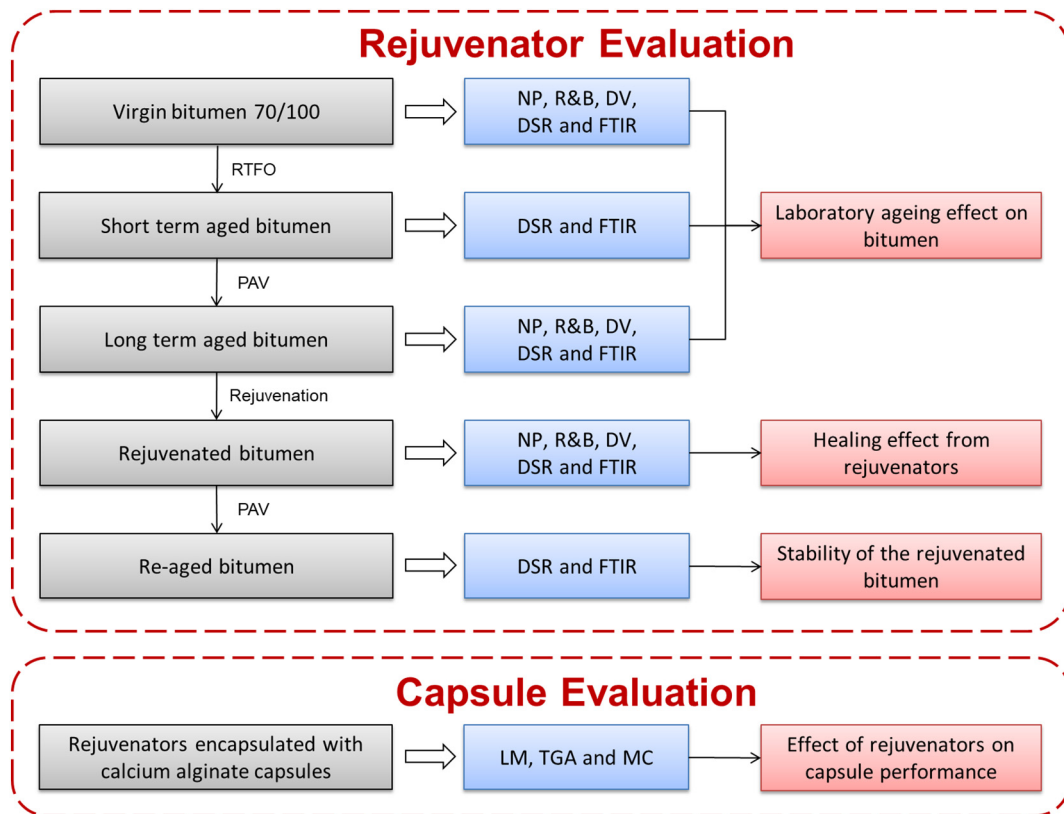 Rejuvenator Evaluation
Virgin bitumen 70/100
NP, R&B, DV,
DSR and FTIR
RTFO
Short term aged bitumen
DSR and FTIR
Laboratory ageing effect on
bitumen
PAV
Long term aged bitumen
NP, R&B, DV,
DSR and FTIR
Rejuvenation
Rejuvenated bitumen
NP, R&B, DV,
DSR and FTIR
Healing effect from
rejuvenators
PAV
Re-aged bitumen
DSR and FTIR
Stability of the rejuvenated
bitumen
Capsule Evaluation
Rejuvenators encapsulated with
calcium alginate capsules
LM, TGA and MC
Effect of rejuvenators on
capsule performance